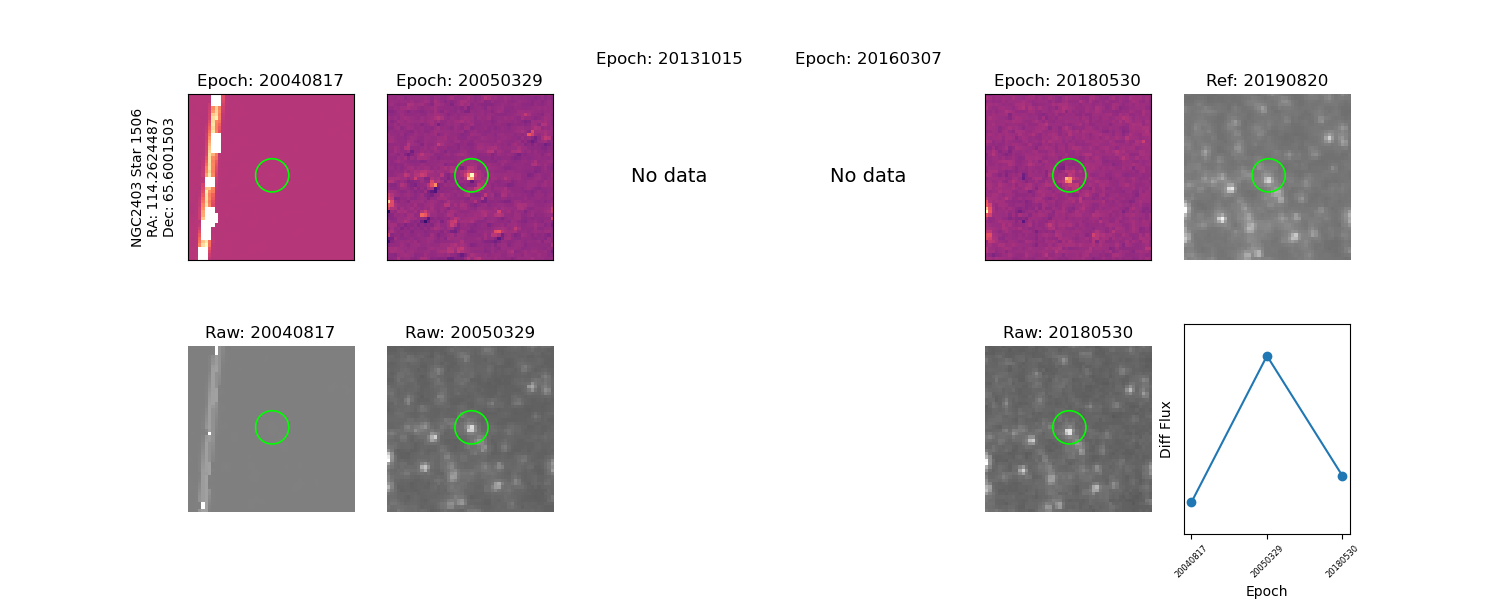 Epoch: 20040817
Epoch: 20050329
Epoch: 20131015
Epoch: 20160307
Epoch: 20180530
Ref: 20190820
NGC2403 Star 1506
RA: 114.2624487
Dec: 65.6001503
No data
No data
Raw: 20040817
Raw: 20050329
Raw: 20180530
Diff Flux
20040817
20050329
20180530
Epoch